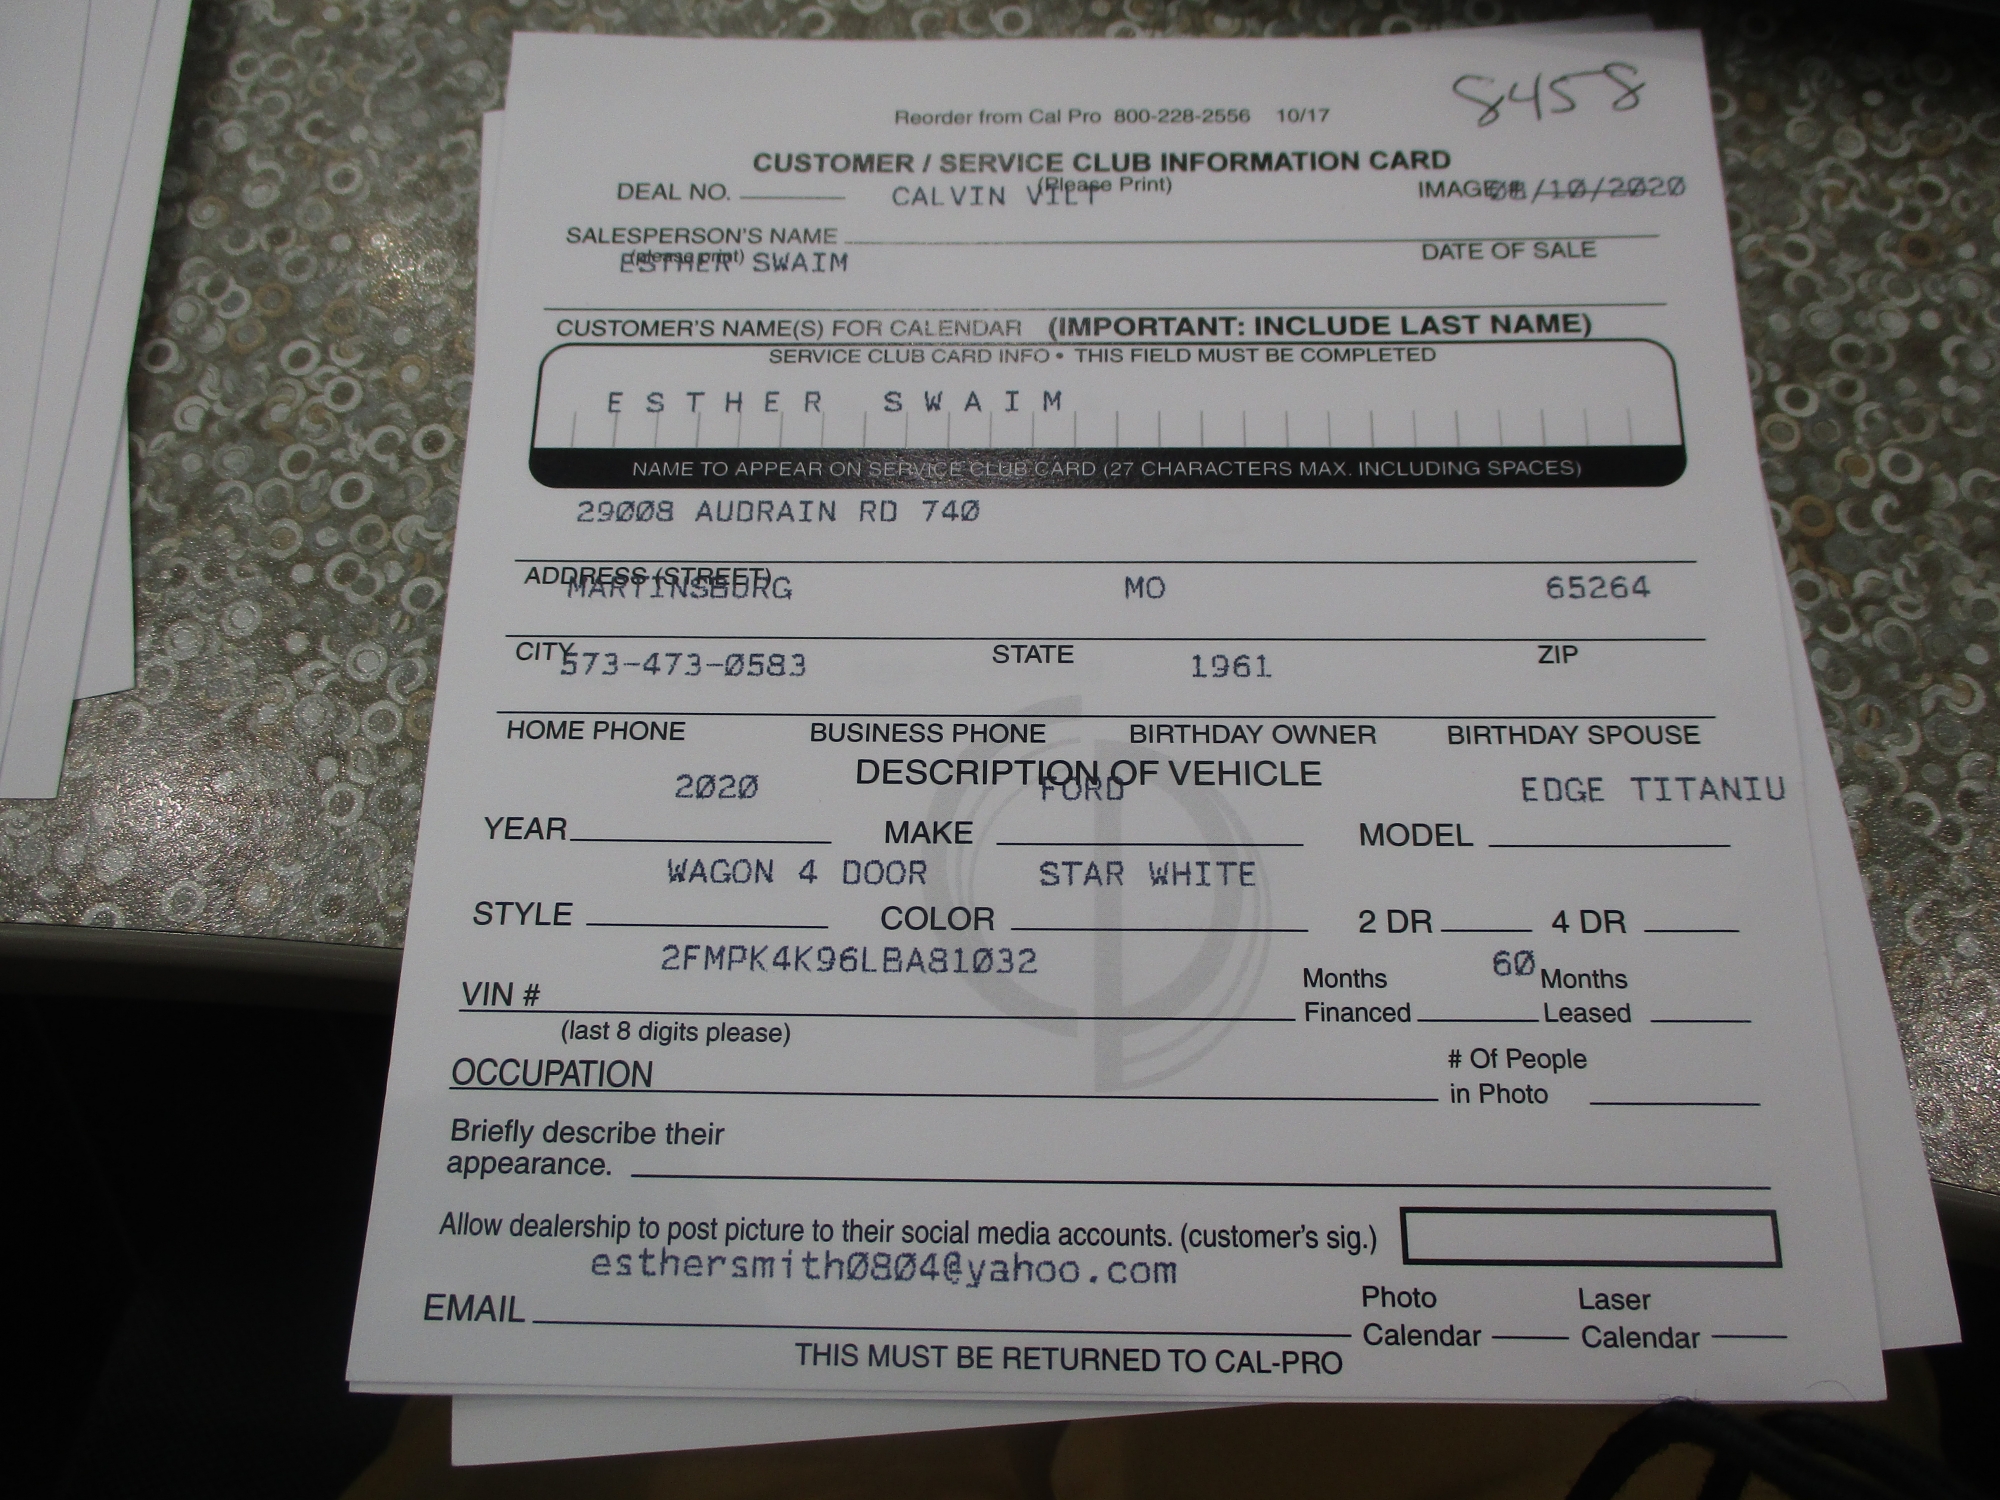 8458
Reorder from Cal Pro 800-228-2556 10/17
CUSTOMER / SERVICE CLUB INFORMATION CARD
(Please Print)
DEAL NO. CALVIN VILT IMAGE# 08/10/2020
SALESPERSON'S NAME
(please print) DATE OF SALE
ESTHER SWAIM
CUSTOMER'S NAME(S) FOR CALENDAR (IMPORTANT: INCLUDE LAST NAME)
SERVICE CLUB CARD INFO • THIS FIELD MUST BE COMPLETED
ESTHER SWAIM
NAME TO APPEAR ON SERVICE CLUB CARD (27 CHARACTERS MAX. INCLUDING SPACES)
29008 AUDRAIN RD 740
ADDRESS (STREET)
MARTINSBURG MO 65264
CITY STATE ZIP
573-473-0583 1961
HOME PHONE BUSINESS PHONE BIRTHDAY OWNER BIRTHDAY SPOUSE
DESCRIPTION OF VEHICLE
2020 FORD EDGE TITANIU
YEAR MAKE MODEL
WAGON 4 DOOR STAR WHITE
STYLE COLOR 2 DR 4 DR
2FMPK4K96LBA81032 60
VIN # Months Financed Months Leased
(last 8 digits please)
OCCUPATION # Of People in Photo
Briefly describe their
appearance.
Allow dealership to post picture to their social media accounts. (customer's sig.)
esthersmith0804@yahoo.com
EMAIL Photo Calendar Laser Calendar
THIS MUST BE RETURNED TO CAL-PRO